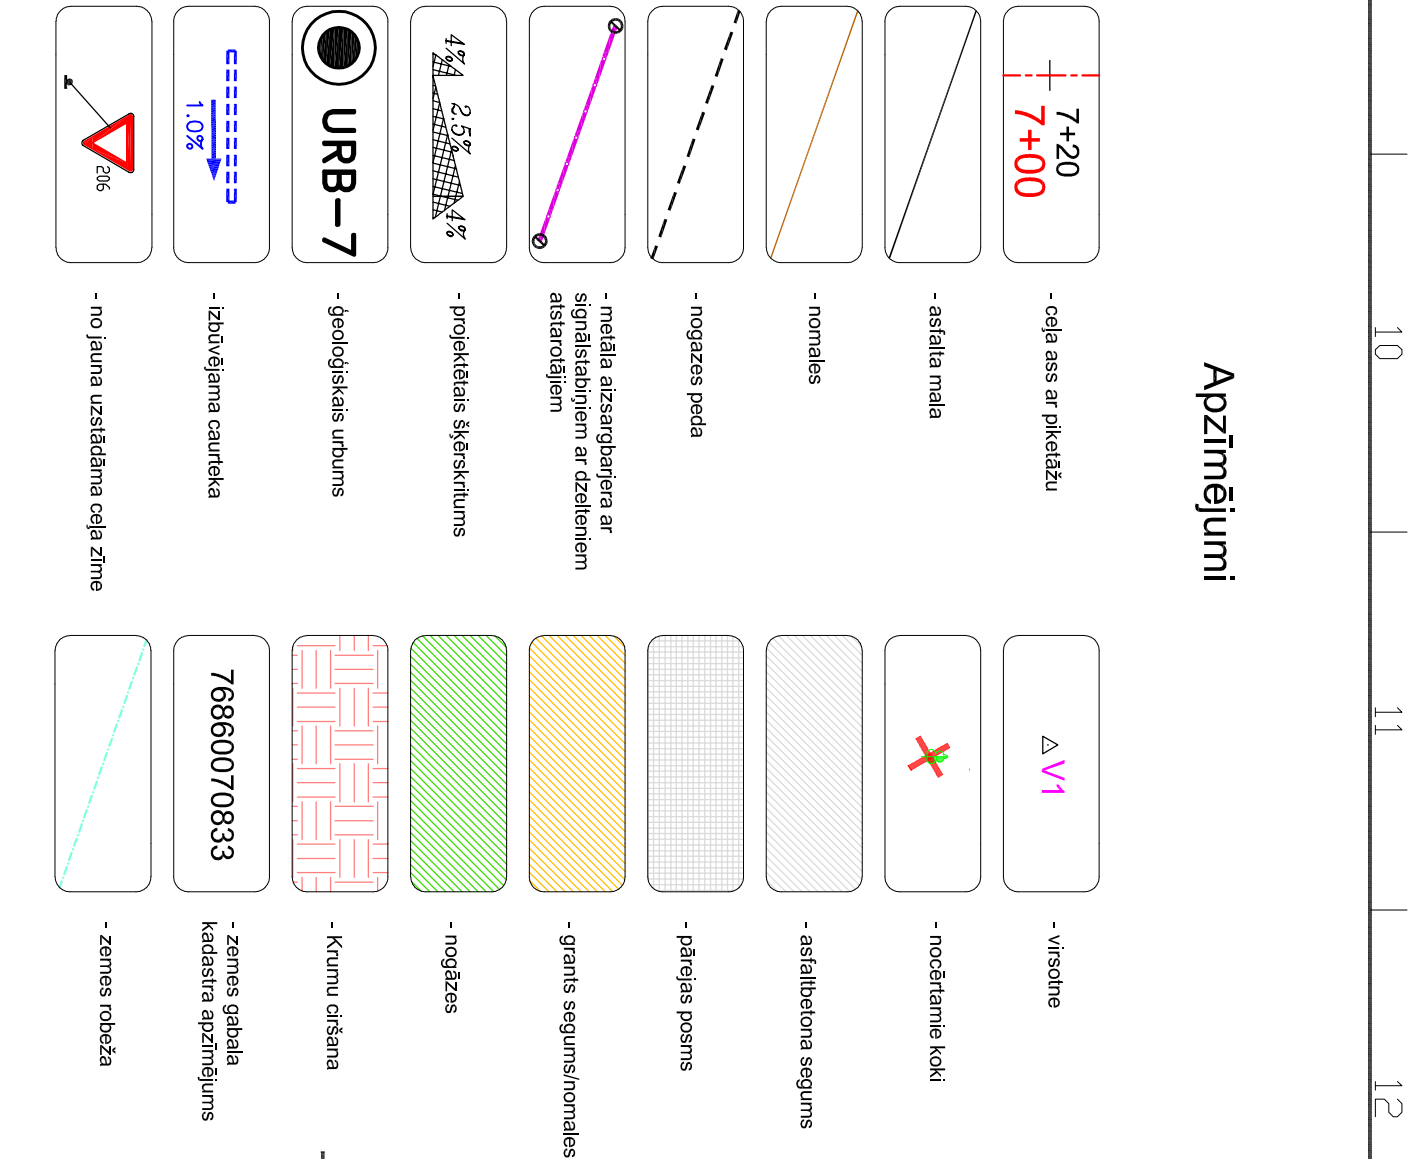 10
11
12
Apzīmējumi
7+20
7+00
- ceļa ass ar piketāžu
- asfalta mala
- nomales
- nogazes peda
- metāla aizsargbarjera ar
signālstabiņiem ar dzelteniem
atstarotājiem
4% 2.5% 4%
- projektētais šķērskritums
URB-7
- ģeoloģiskais urbums
1.0%
- izbūvējama caurteka
206
- no jauna uzstādāma ceļa zīme
V1
- virsotne
- nocērtamie koki
- asfaltbetona segums
- pārejas posms
- grants segums/nomales
- nogāzes
- Krumu ciršana
76860070833
- zemes gabala
kadastra apzīmējums
- zemes robeža